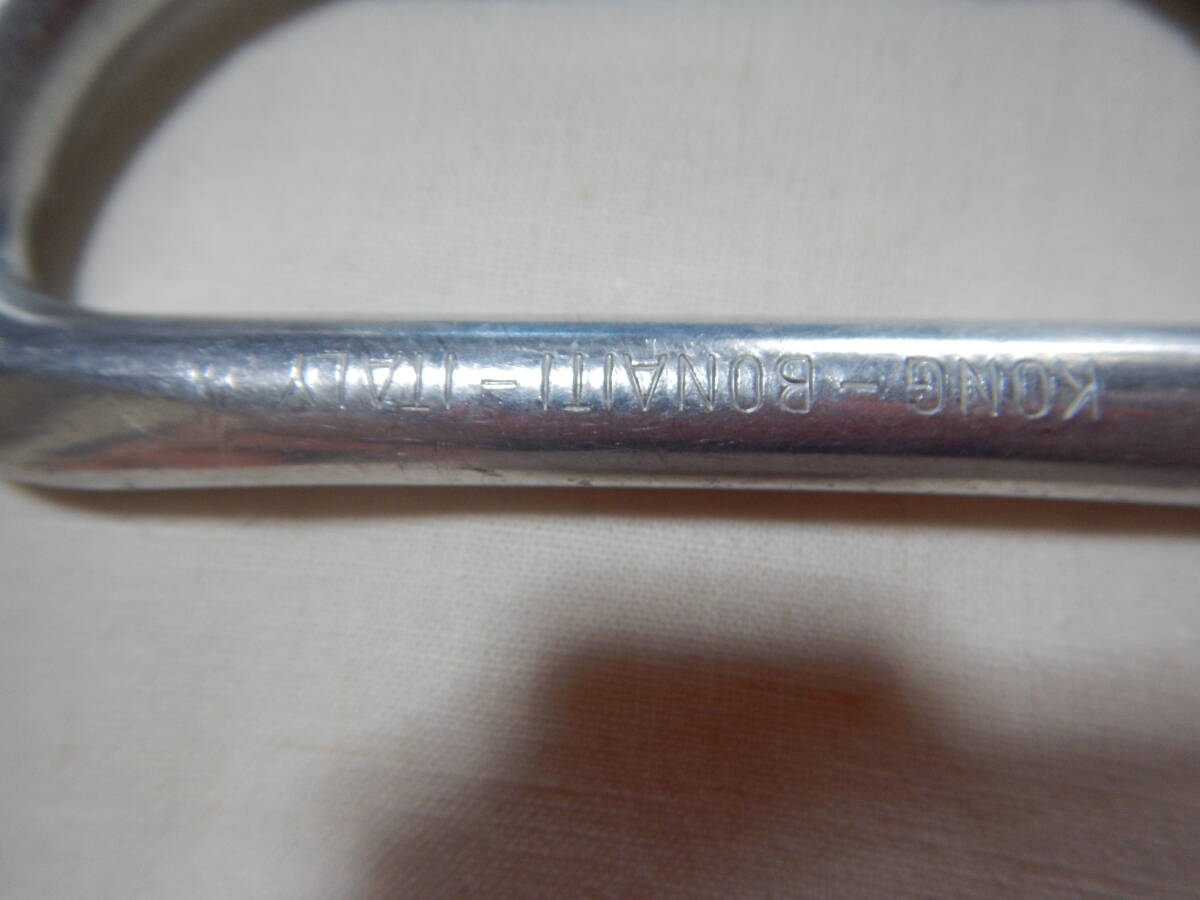 KONG - BONAITI - ITALY